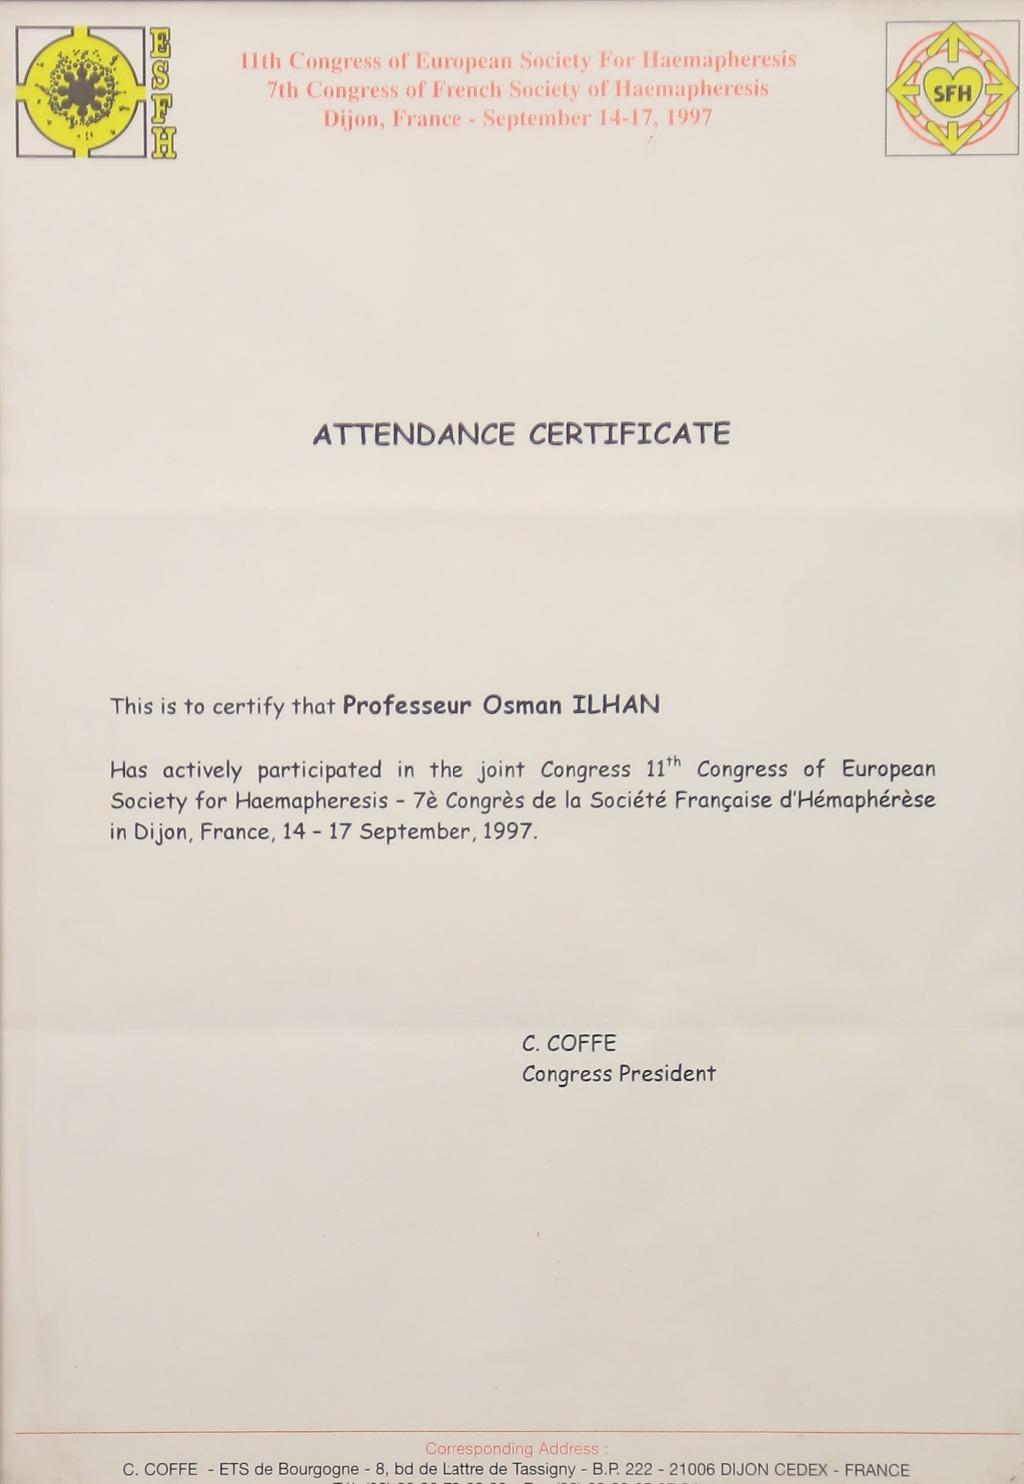 ESFH
11th Congress of European Society For Haemapheresis
7th Congress of French Society of Haemapheresis
Dijon, France - September 14-17, 1997
SFH
ATTENDANCE CERTIFICATE
This is to certify that Professeur Osman ILHAN
Has actively participated in the joint Congress 11th Congress of European
Society for Haemapheresis - 7è Congrès de la Société Française d'Hémaphérèse
in Dijon, France, 14 - 17 September, 1997.
C. COFFE
Congress President
Corresponding Address :
C. COFFE - ETS de Bourgogne - 8, bd de Lattre de Tassigny - B.P. 222 - 21006 DIJON CEDEX - FRANCE